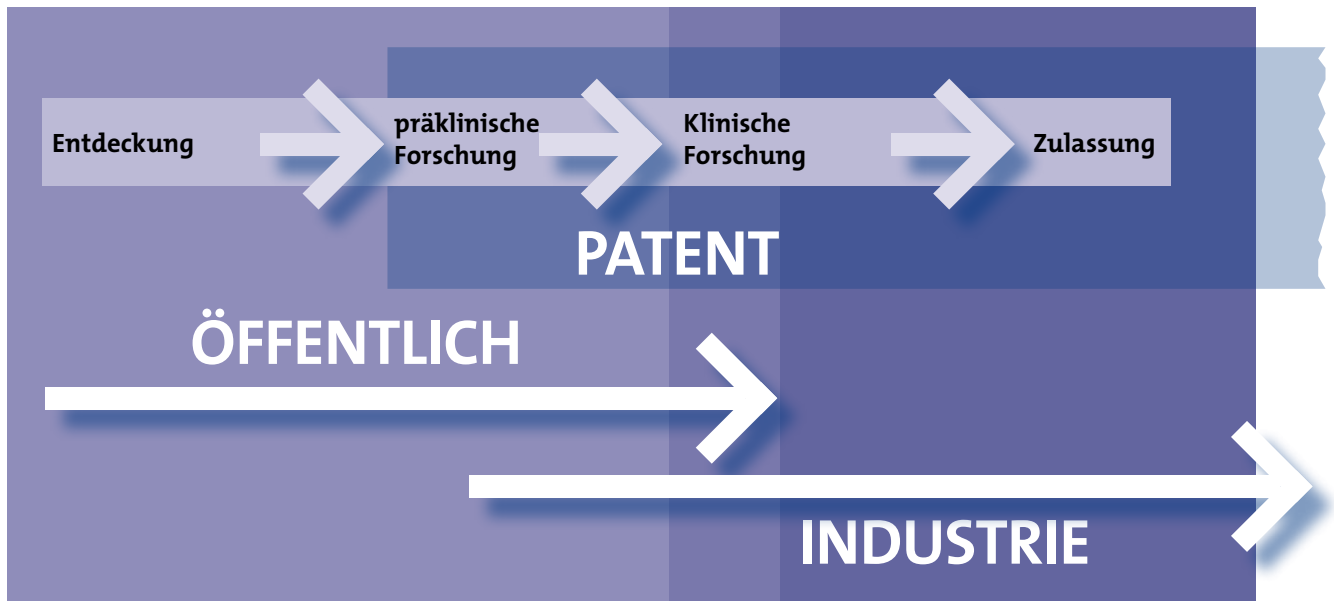 Entdeckung
präklinische
Forschung
Klinische
Forschung
Zulassung
PATENT
ÖFFENTLICH
INDUSTRIE